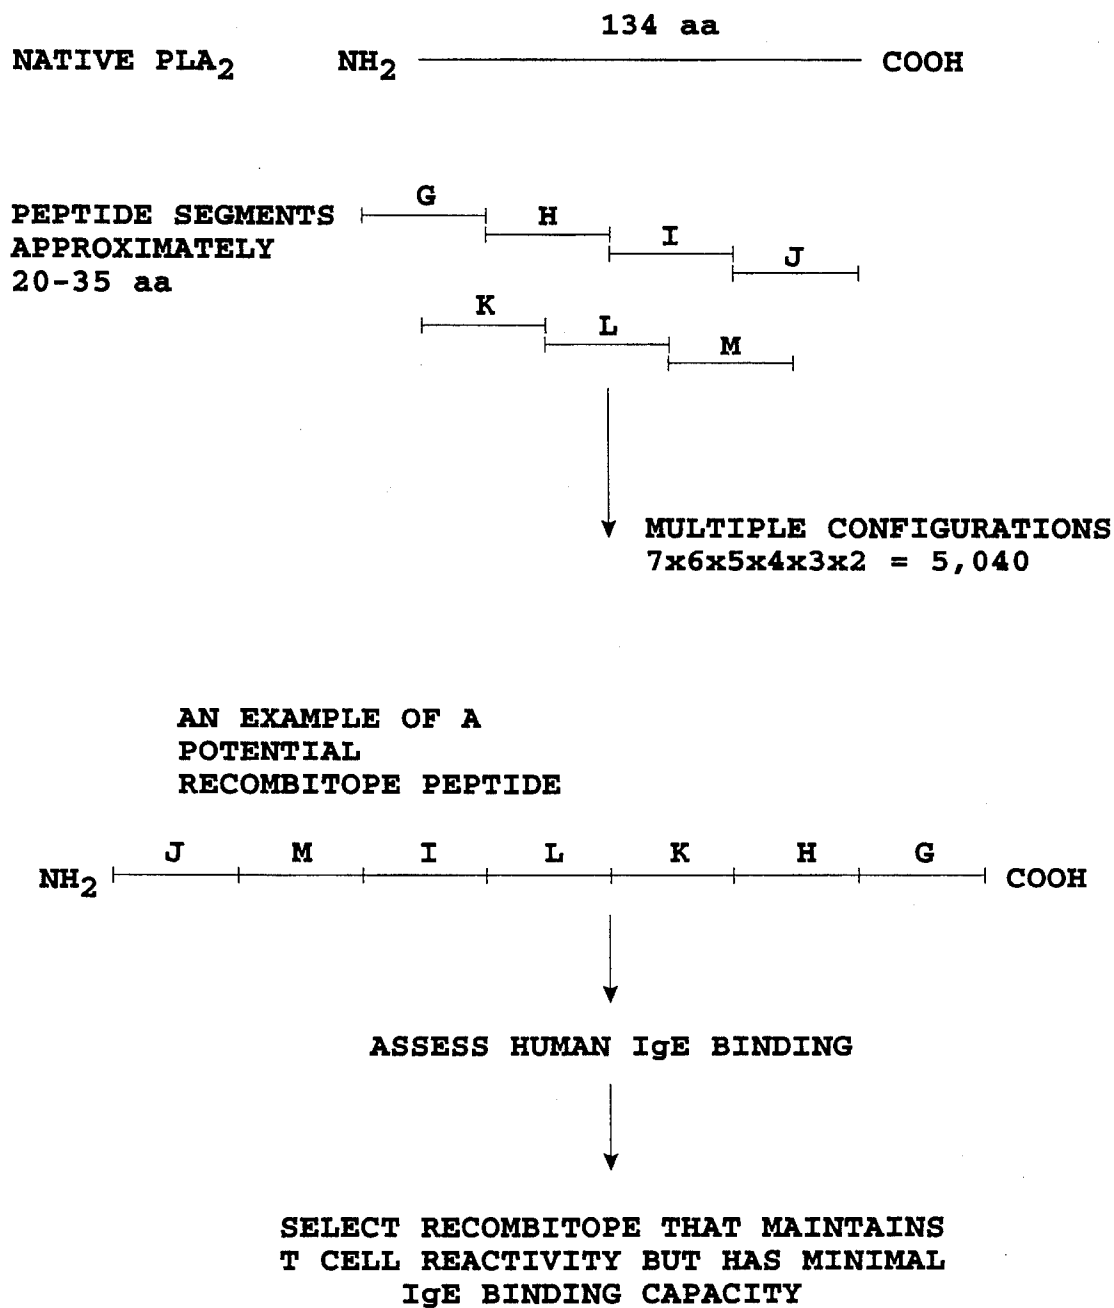 134 aa
NATIVE PLA2 NH2 COOH
G
PEPTIDE SEGMENTS H
APPROXIMATELY I
20-35 aa J
K
L
M
MULTIPLE CONFIGURATIONS
7x6x5x4x3x2 = 5,040
AN EXAMPLE OF A
POTENTIAL
RECOMBITOPE PEPTIDE
J M I L K H G
NH2 COOH
ASSESS HUMAN IgE BINDING
SELECT RECOMBITOPE THAT MAINTAINS
T CELL REACTIVITY BUT HAS MINIMAL
IgE BINDING CAPACITY